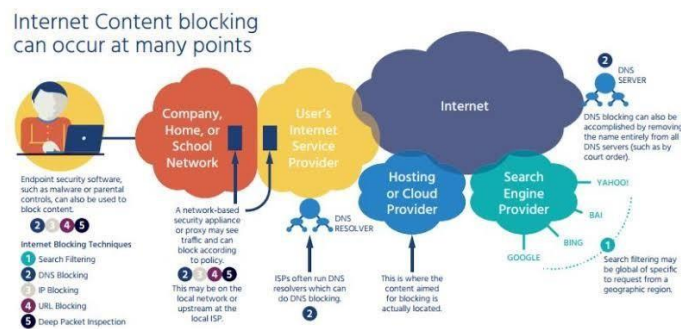 Internet Content blocking
can occur at many points
Company,
Home, or
School
Network
User's
Internet
Service
Provider
Internet
2
DNS
SERVER
DNS blocking can also be
accomplished by removing
the name entirely from all
DNS servers (such as by
court order).
Endpoint security software,
such as malware or parental
controls, can also be used to
block content.
2 3 4 5
Internet Blocking Techniques
1 Search Filtering
2 DNS Blocking
3 IP Blocking
4 URL Blocking
5 Deep Packet Inspection
A network-based
security appliance
or proxy may see
traffic and can
block according
to policy.
2 3 4 5
This may be on the
local network or
upstream at the
local ISP.
DNS
RESOLVER
ISPs often run DNS
resolvers which can
do DNS blocking.
2
Hosting
or Cloud
Provider
This is where the
content aimed
for blocking is
actually located.
Search
Engine
Provider
YAHOO!
BAI
BING
GOOGLE
1
Search filtering may
be global of specific
to request from a
geographic region.